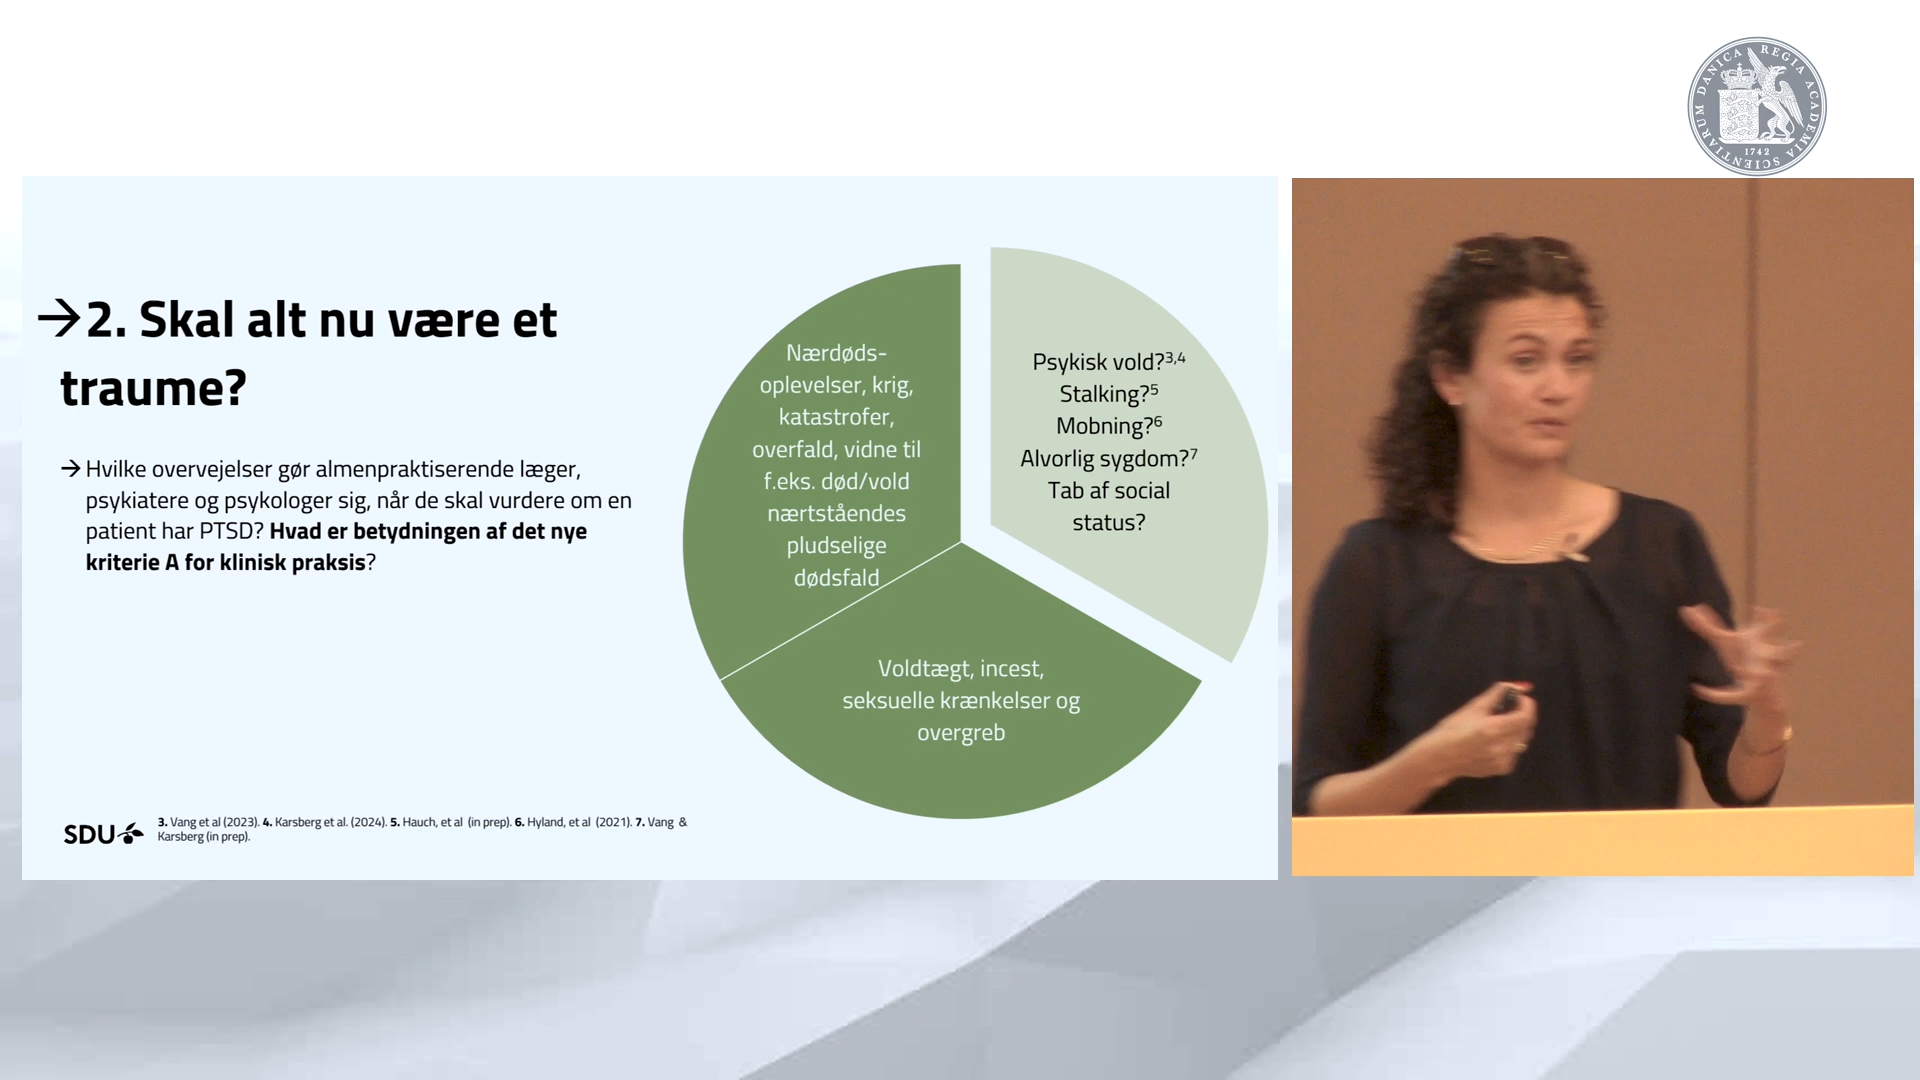 REGIA ACADEMIA SCIENTIARUM DANICA
1742
→2. Skal alt nu være et
traume?
→ Hvilke overvejelser gør almenpraktiserende læger,
psykiatere og psykologer sig, når de skal vurdere om en
patient har PTSD? Hvad er betydningen af det nye
kriterie A for klinisk praksis?
Nærdøds-
oplevelser, krig,
katastrofer,
overfald, vidne til
f.eks. død/vold
nærtståendes
pludselige
dødsfald
Psykisk vold?3,4
Stalking?5
Mobning?6
Alvorlig sygdom?7
Tab af social
status?
Voldtægt, incest,
seksuelle krænkelser og
overgreb
SDU
3. Vang et al (2023). 4. Karsberg et al. (2024). 5. Hauch, et al (in prep). 6. Hyland, et al (2021). 7. Vang &
Karsberg (in prep).